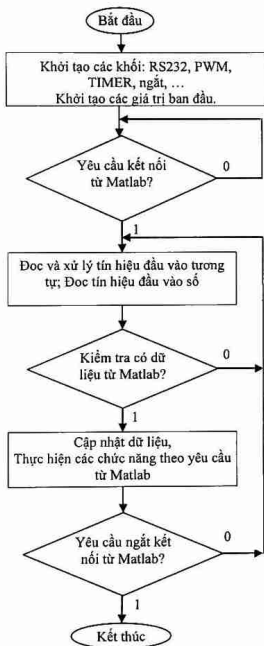 Bắt đầu
Khởi tạo các khối: RS232, PWM,
TIMER, ngắt, ...
Khởi tạo các giá trị ban đầu.
Yêu cầu kết nối
từ Matlab?
0
1
Đoc và xử lý tín hiệu đầu vào tương
tự; Đoc tín hiệu đầu vào số
Kiểm tra có dữ
liệu từ Matlab?
0
1
Cập nhật dữ liệu,
Thực hiện các chức năng theo yêu cầu
từ Matlab
Yêu cầu ngắt kết
nối từ Matlab?
0
1
Kết thúc